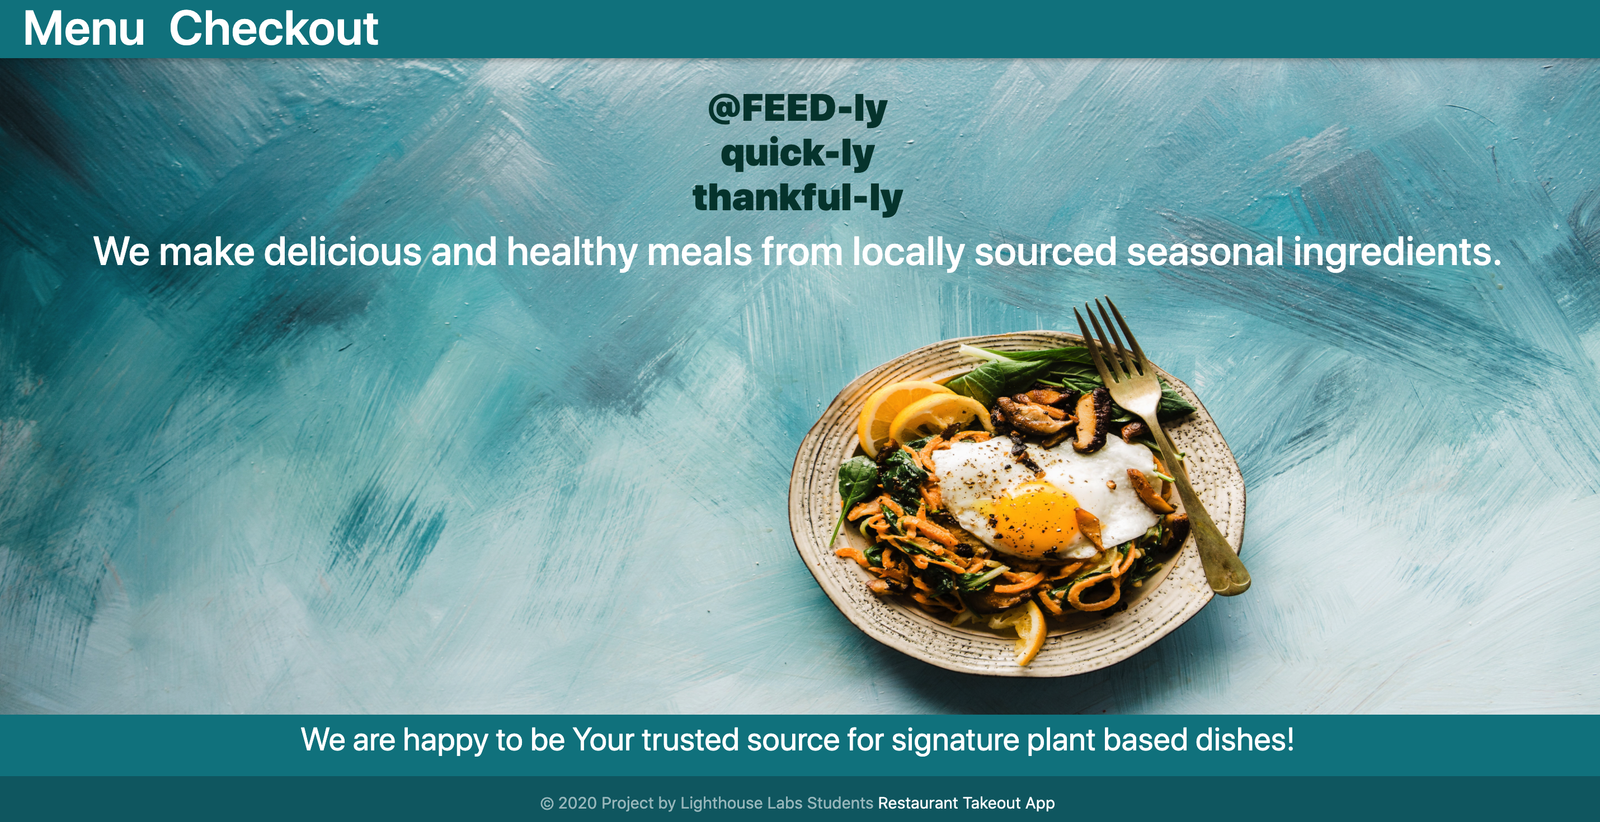 Menu Checkout
@FEED-ly
quick-ly
thankful-ly
We make delicious and healthy meals from locally sourced seasonal ingredients.
We are happy to be Your trusted source for signature plant based dishes!
© 2020 Project by Lighthouse Labs Students Restaurant Takeout App